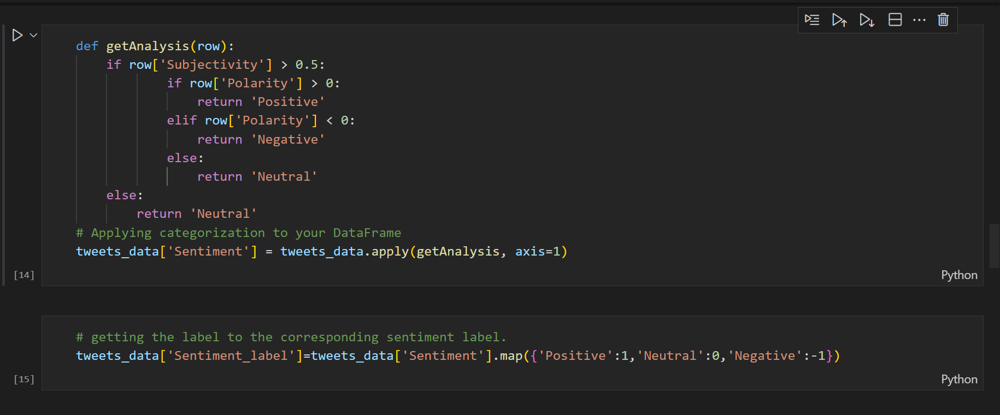 def getAnalysis(row):
    if row['Subjectivity'] > 0.5:
            if row['Polarity'] > 0:
                return 'Positive'
            elif row['Polarity'] < 0:
                return 'Negative'
            else:
                return 'Neutral'
    else:
        return 'Neutral'
# Applying categorization to your DataFrame
tweets_data['Sentiment'] = tweets_data.apply(getAnalysis, axis=1)
[14]
Python
# getting the label to the corresponding sentiment label.
tweets_data['Sentiment_label']=tweets_data['Sentiment'].map({'Positive':1,'Neutral':0,'Negative':-1})
[15]
Python